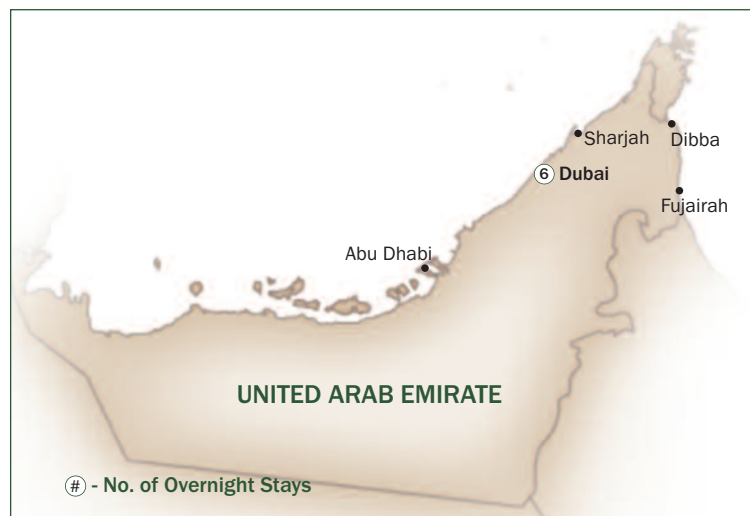 Sharjah
Dibba
6 Dubai
Fujairah
Abu Dhabi
UNITED ARAB EMIRATE
# - No. of Overnight Stays